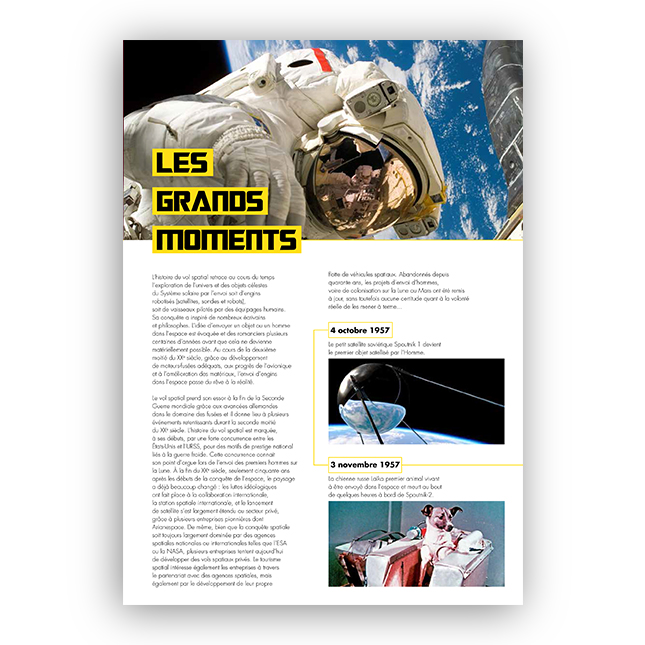 LES
GRANDS
MOMENTS
L'histoire du vol spatial retrace au cours du temps
l'exploration de l'univers et des objets célestes
du Système solaire par l'envoi soit d'engins
robotisés (satellites, sondes et robots),
soit de vaisseaux pilotés par des équipages humains.
Sa conquête a inspiré de nombreux écrivains
et philosophes. L'idée d'envoyer un objet ou un homme
dans l'espace est évoquée et des romanciers plusieurs
centaines d'années avant que cela ne devienne
matériellement possible. Au cours de la deuxième
moitié du XXe siècle, grâce au développement
de moteurs-fusées adéquats, aux progrès de l'avionique
et à l'amélioration des matériaux, l'envoi d'engins
dans l'espace passe du rêve à la réalité.
Le vol spatial prend son essor à la fin de la Seconde
Guerre mondiale grâce aux avancées allemandes
dans le domaine des fusées et il donne lieu à plusieurs
événements retentissants durant la seconde moitié
du XXe siècle. L'histoire du vol spatial est marquée,
à ses débuts, par une forte concurrence entre les
États-Unis et l'URSS, pour des motifs de prestige national
liés à la guerre froide. Cette concurrence connaît
son point d'orgue lors de l'envoi des premiers hommes sur
la Lune. À la fin du XXe siècle, seulement cinquante ans
après les débuts de la conquête de l'espace, le paysage
a déjà beaucoup changé : les luttes idéologiques
ont fait place à la collaboration internationale,
la station spatiale internationale, et le lancement
de satellite s'est largement étendu au secteur privé,
grâce à plusieurs entreprises pionnières dont
Arianespace. De même, bien que la conquête spatiale
soit toujours largement dominée par des agences
spatiales nationales ou internationales telles que l'ESA
ou la NASA, plusieurs entreprises tentent aujourd'hui
de développer des vols spatiaux privés. Le tourisme
spatial intéresse également les entreprises à travers
le partenariat avec des agences spatiales, mais
également par le développement de leur propre
flotte de véhicules spatiaux. Abandonnés depuis
quarante ans, les projets d'envoi d'hommes,
voire de colonisation sur la Lune ou Mars ont été remis
à jour, sans toutefois aucune certitude quant à la volonté
réelle de les mener à terme...
4 octobre 1957
Le petit satellite soviétique Spoutnik 1 devient
le premier objet satellisé par l'Homme.
3 novembre 1957
La chienne russe Laïka premier animal vivant
à être envoyé dans l'espace et meurt au bout
de quelques heures à bord de Spoutnik-2.